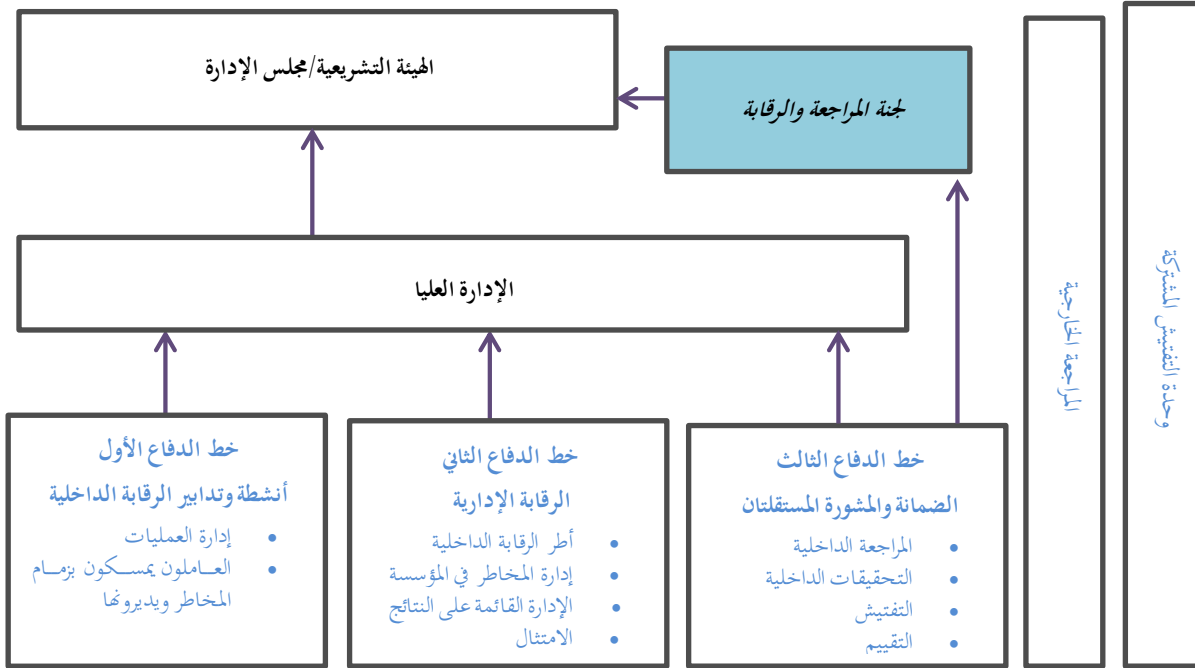 الهيئة التشريعية/مجلس الإدارة
لجنة المراجعة والرقابة
الإدارة العليا
خط الدفاع الأول
أنشطة وتدابير الرقابة الداخلية
• إدارة العمليات
• العاملون يمسكون بزمام
المخاطر ويديرونها
خط الدفاع الثاني
الرقابة الإدارية
• أطر الرقابة الداخلية
• إدارة المخاطر في المؤسسة
• الإدارة القائمة على النتائج
• الامتثال
خط الدفاع الثالث
الضمانة والمشورة المستقلتان
• المراجعة الداخلية
• التحقيقات الداخلية
• التفتيش
• التقييم
المراجعة الخارجية
وحدة التفتيش المشتركة